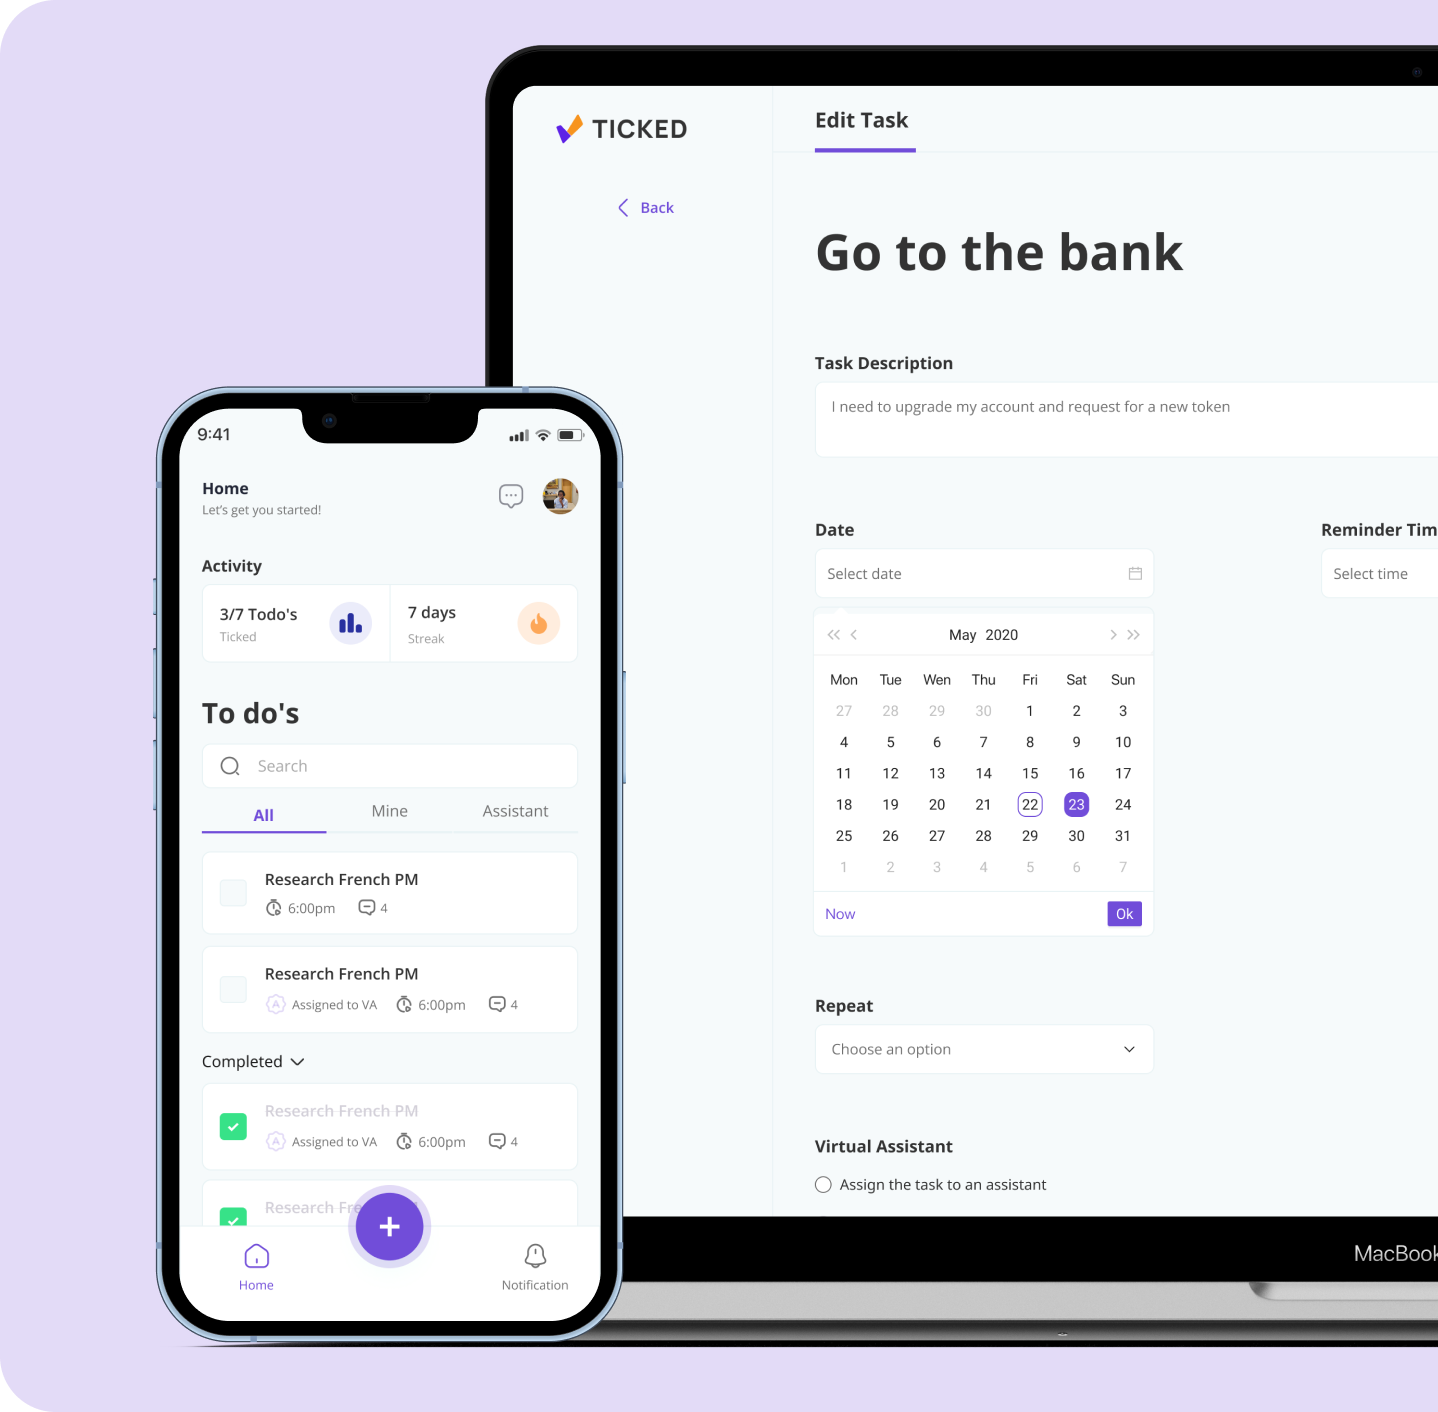 TICKED
Back
Edit Task
Go to the bank
Task Description
I need to upgrade my account and request for a new token
Date
Select date
Reminder Tim
Select time
May 2020
Mon Tue Wen Thu Fri Sat Sun
27 28 29 30 1 2 3
4 5 6 7 8 9 10
11 12 13 14 15 16 17
18 19 20 21 22 23 24
25 26 27 28 29 30 31
1 2 3 4 5 6 7
Now Ok
Repeat
Choose an option
Virtual Assistant
Assign the task to an assistant
MacBook
9:41
Home
Let's get you started!
Activity
3/7 Todo's
Ticked
7 days
Streak
To do's
Search
All Mine Assistant
Research French PM
6:00pm 4
Research French PM
A Assigned to VA 6:00pm 4
Completed
Research French PM
A Assigned to VA 6:00pm 4
Research Fre
Home
Notification